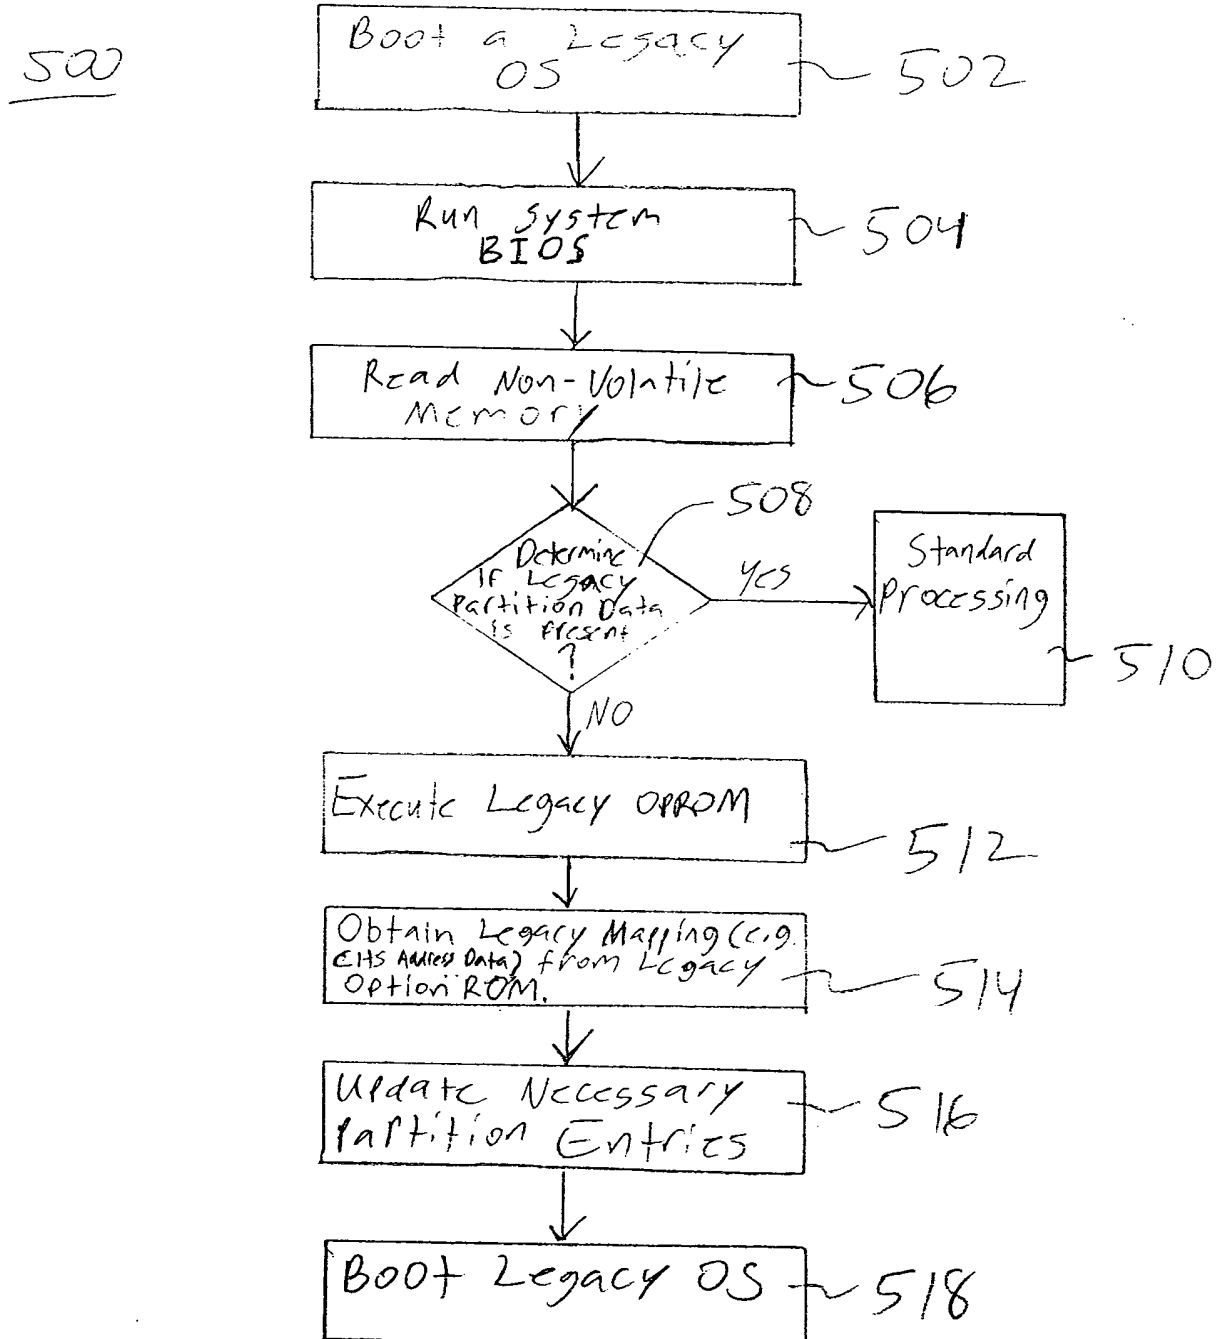 500
Boot a Legacy
OS
502
Run System
BIOS
504
Read Non-Volatile
Memory
506
508
Determine
If Legacy
Partition Data
is Present
?
YES
Standard
Processing
510
NO
Execute Legacy OPROM
512
Obtain Legacy Mapping (e.g.
CHS Address Data) from Legacy
Option ROM.
514
Update Necessary
Partition Entries
516
Boot Legacy OS
518